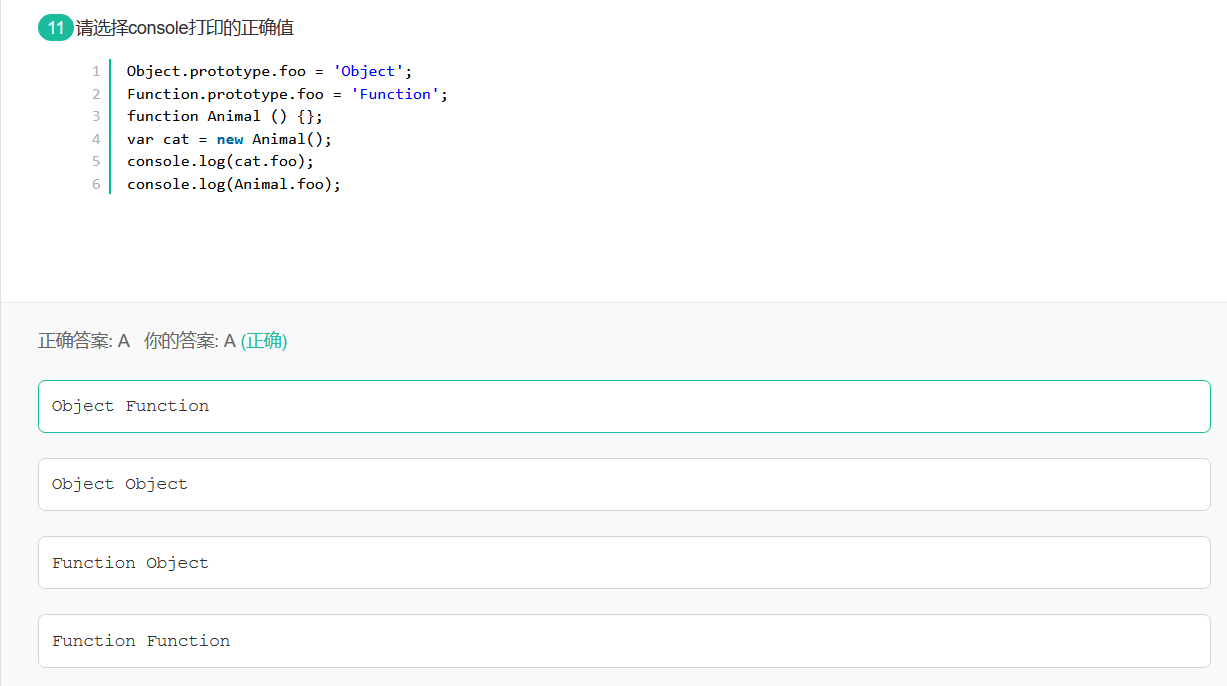 11 请选择console打印的正确值
1 Object.prototype.foo = 'Object';
2 Function.prototype.foo = 'Function';
3 function Animal () {};
4 var cat = new Animal();
5 console.log(cat.foo);
6 console.log(Animal.foo);
正确答案: A 你的答案: A (正确)
Object Function
Object Object
Function Object
Function Function